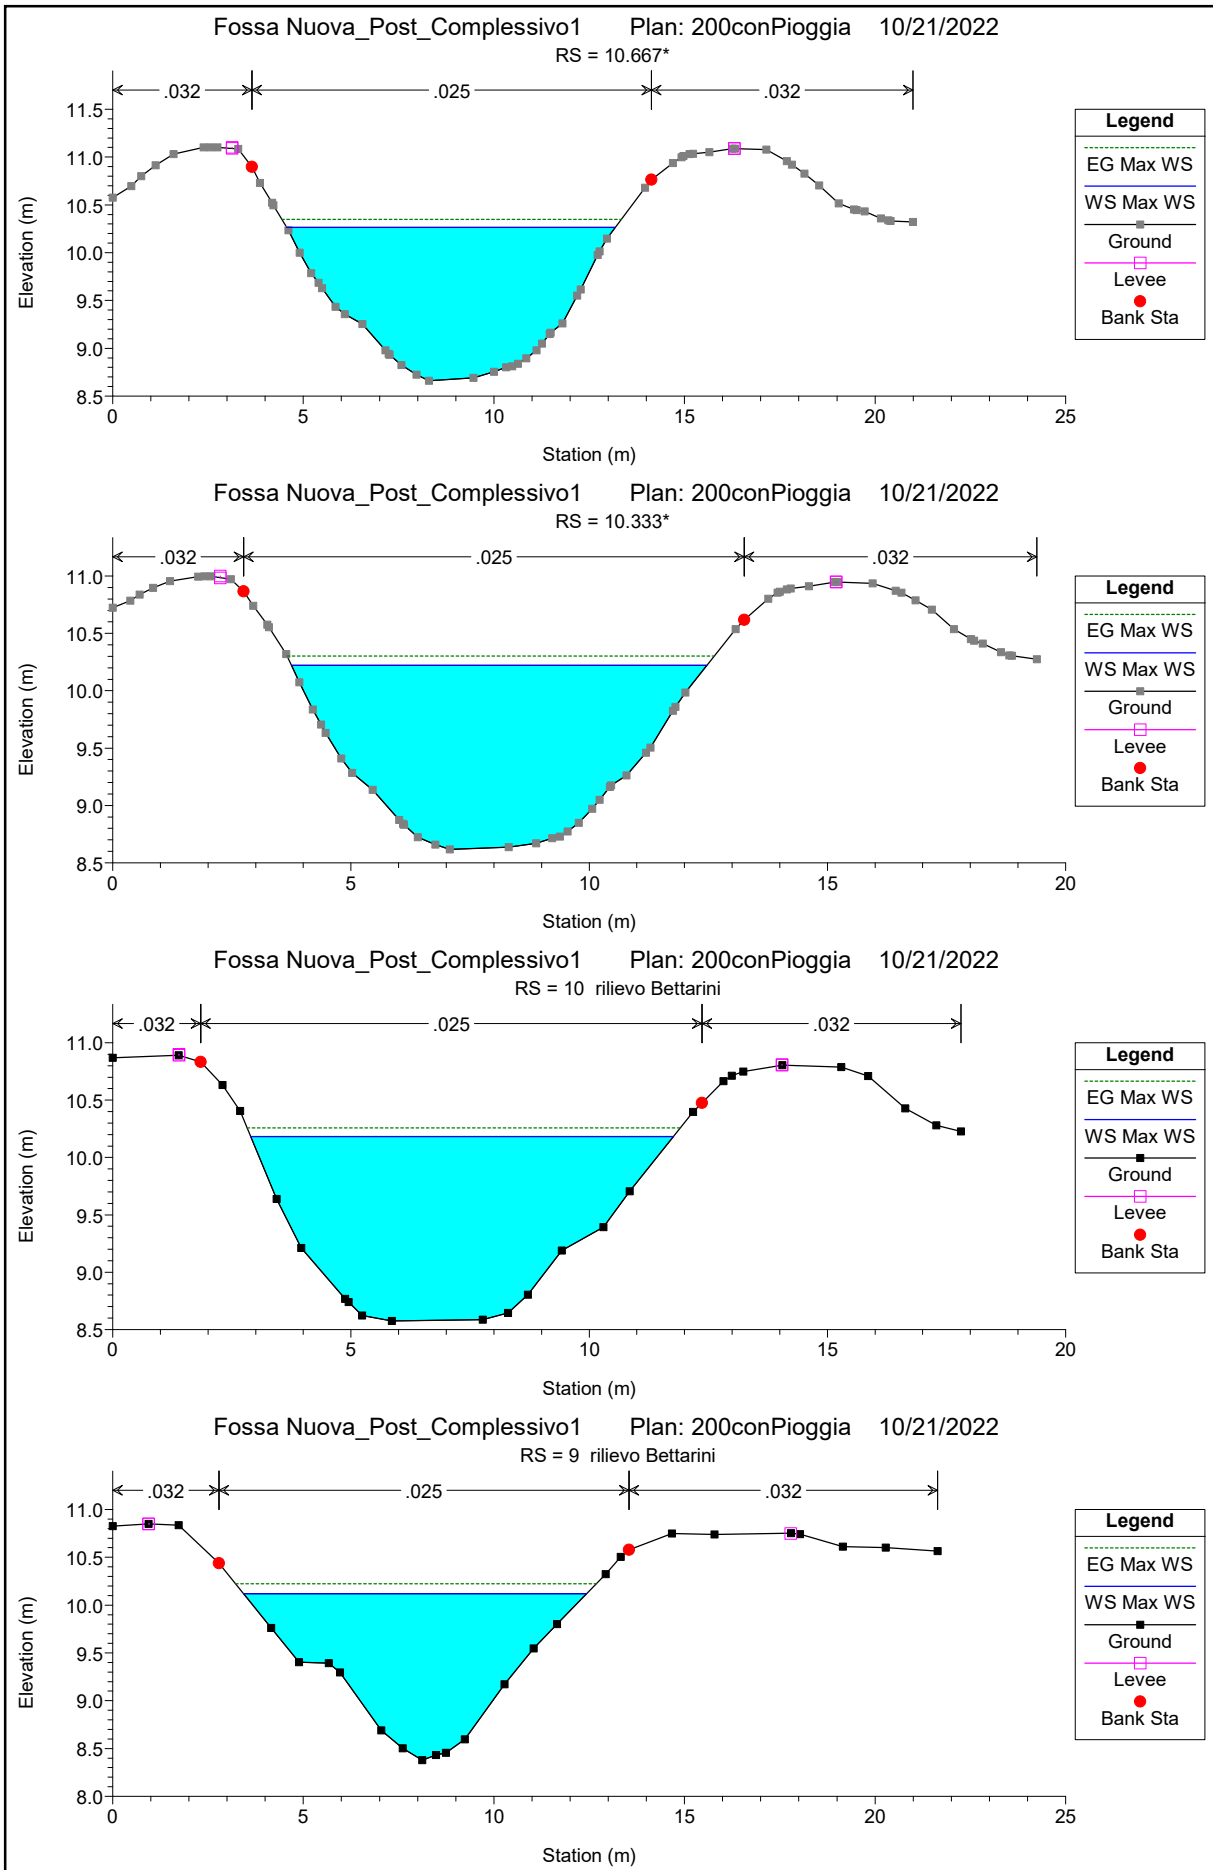 Fossa Nuova_Post_Complessivo1 Plan: 200conPioggia 10/21/2022
RS = 10.667*
.032 .025 .032
11.5
11.0
10.5
10.0
9.5
9.0
8.5
Elevation (m)
0 5 10 15 20 25
Station (m)
Legend
EG Max WS
WS Max WS
Ground
Levee
Bank Sta
Fossa Nuova_Post_Complessivo1 Plan: 200conPioggia 10/21/2022
RS = 10.333*
.032 .025 .032
11.0
10.5
10.0
9.5
9.0
8.5
Elevation (m)
0 5 10 15 20
Station (m)
Legend
EG Max WS
WS Max WS
Ground
Levee
Bank Sta
Fossa Nuova_Post_Complessivo1 Plan: 200conPioggia 10/21/2022
RS = 10 rilievo Bettarini
.032 .025 .032
11.0
10.5
10.0
9.5
9.0
8.5
Elevation (m)
0 5 10 15 20
Station (m)
Legend
EG Max WS
WS Max WS
Ground
Levee
Bank Sta
Fossa Nuova_Post_Complessivo1 Plan: 200conPioggia 10/21/2022
RS = 9 rilievo Bettarini
.032 .025 .032
11.0
10.5
10.0
9.5
9.0
8.5
8.0
Elevation (m)
0 5 10 15 20 25
Station (m)
Legend
EG Max WS
WS Max WS
Ground
Levee
Bank Sta